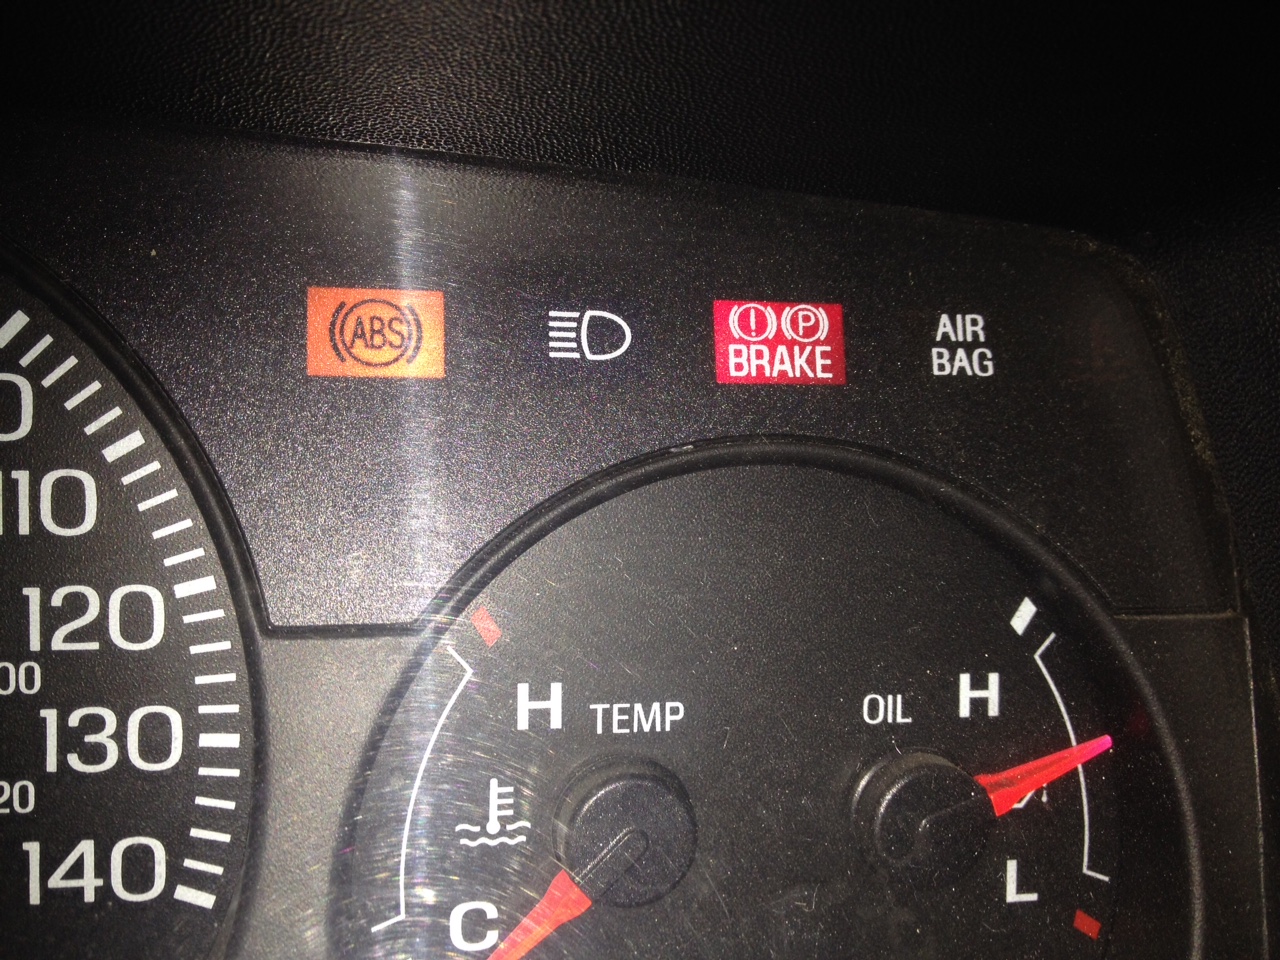 ABS
! P
BRAKE
AIR
BAG
110
120
130
140
H TEMP
OIL H
C
L